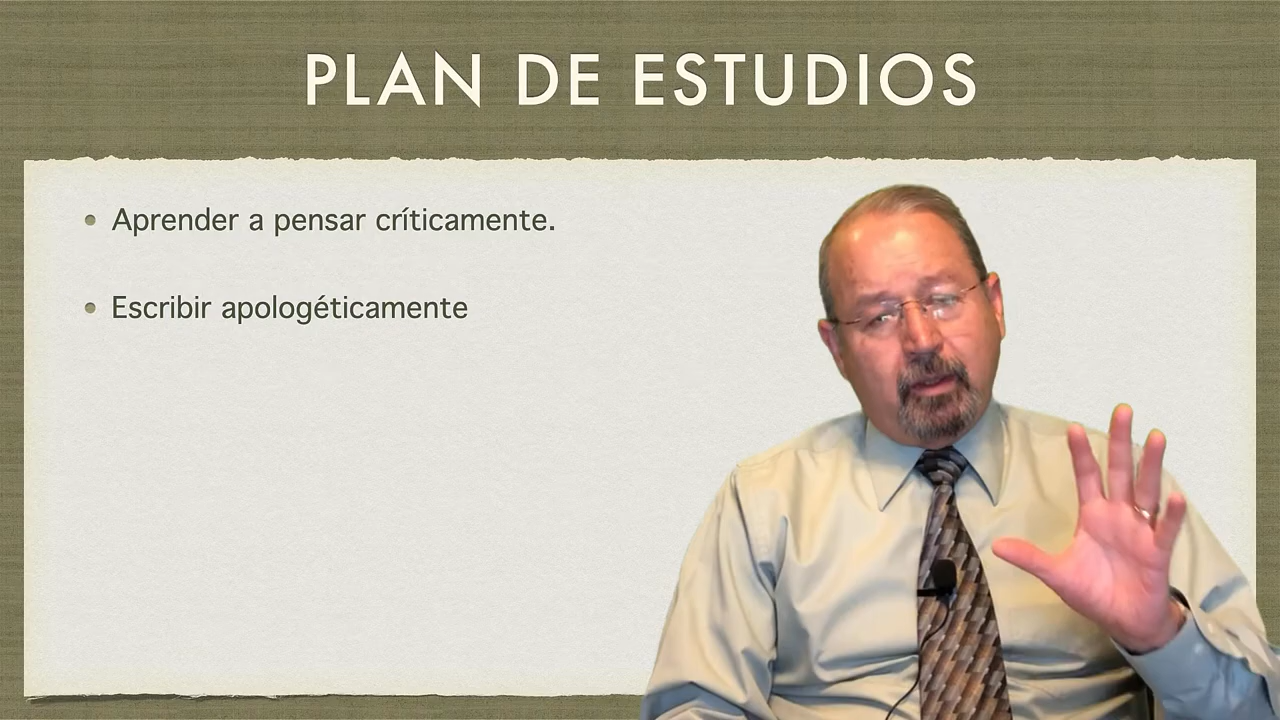 PLAN DE ESTUDIOS
Aprender a pensar críticamente.
Escribir apologéticamente